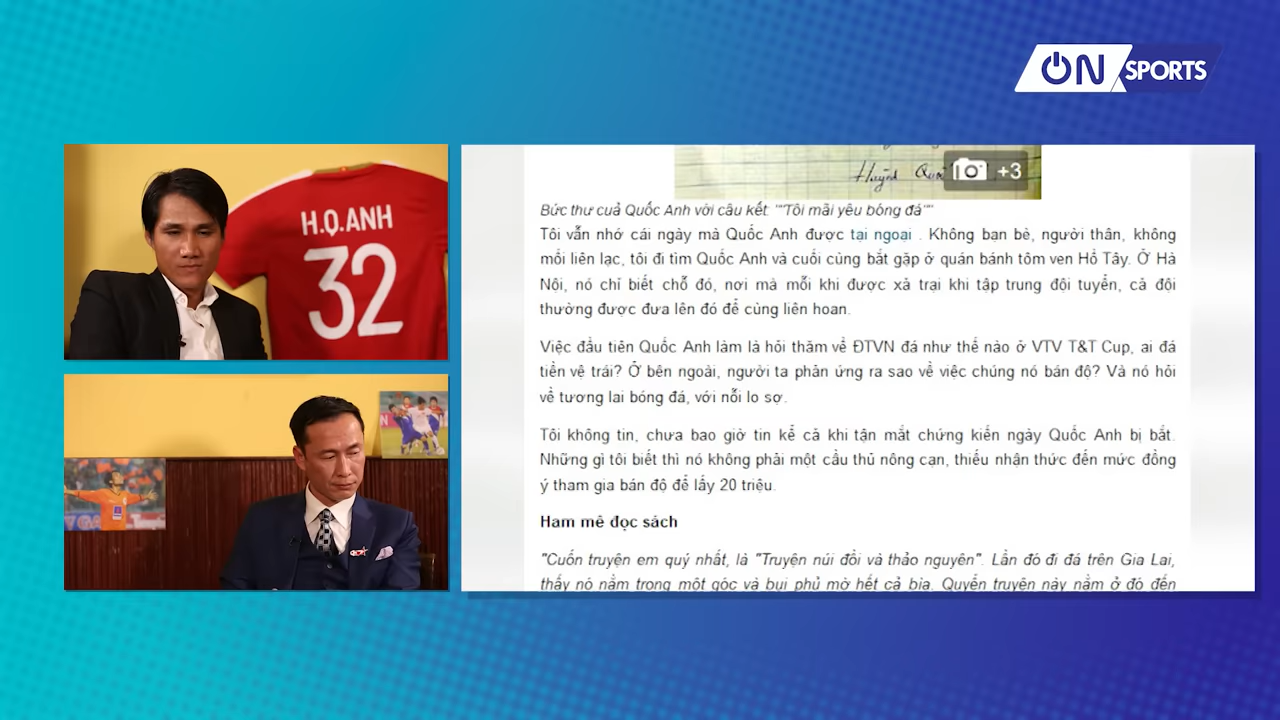 ON SPORTS
H.Q.ANH
32
Huỳnh
+3
Bức thư cuả Quốc Anh với câu kết: ""Tôi mãi yêu bóng đá""
Tôi vẫn nhớ cái ngày mà Quốc Anh được tại ngoại . Không bạn bè, người thân, không
mối liên lạc, tôi đi tìm Quốc Anh và cuối cùng bắt gặp ở quán bánh tôm ven Hồ Tây. Ở Hà
Nội, nó chỉ biết chỗ đó, nơi mà mỗi khi được xả trại khi tập trung đội tuyển, cả đội
thường được đưa lên đó để cùng liên hoan.
Việc đầu tiên Quốc Anh làm là hỏi thăm về ĐTVN đá như thế nào ở VTV T&T Cup, ai đá
tiền vệ trái? Ở bên ngoài, người ta phản ứng ra sao về việc chúng nó bán độ? Và nó hỏi
về tương lai bóng đá, với nỗi lo sợ.
Tôi không tin, chưa bao giờ tin kể cả khi tận mắt chứng kiến ngày Quốc Anh bị bắt.
Những gì tôi biết thì nó không phải một cầu thủ nông cạn, thiếu nhận thức đến mức đồng
ý tham gia bán độ để lấy 20 triệu.
Ham mê đọc sách
"Cuốn truyện em quý nhất, là "Truyện núi đồi và thảo nguyên". Lần đó đi đá trên Gia Lai,
thấy nó nằm trong một góc và bụi phủ mờ hết cả bìa. Quyển truyện này nằm ở đó đến